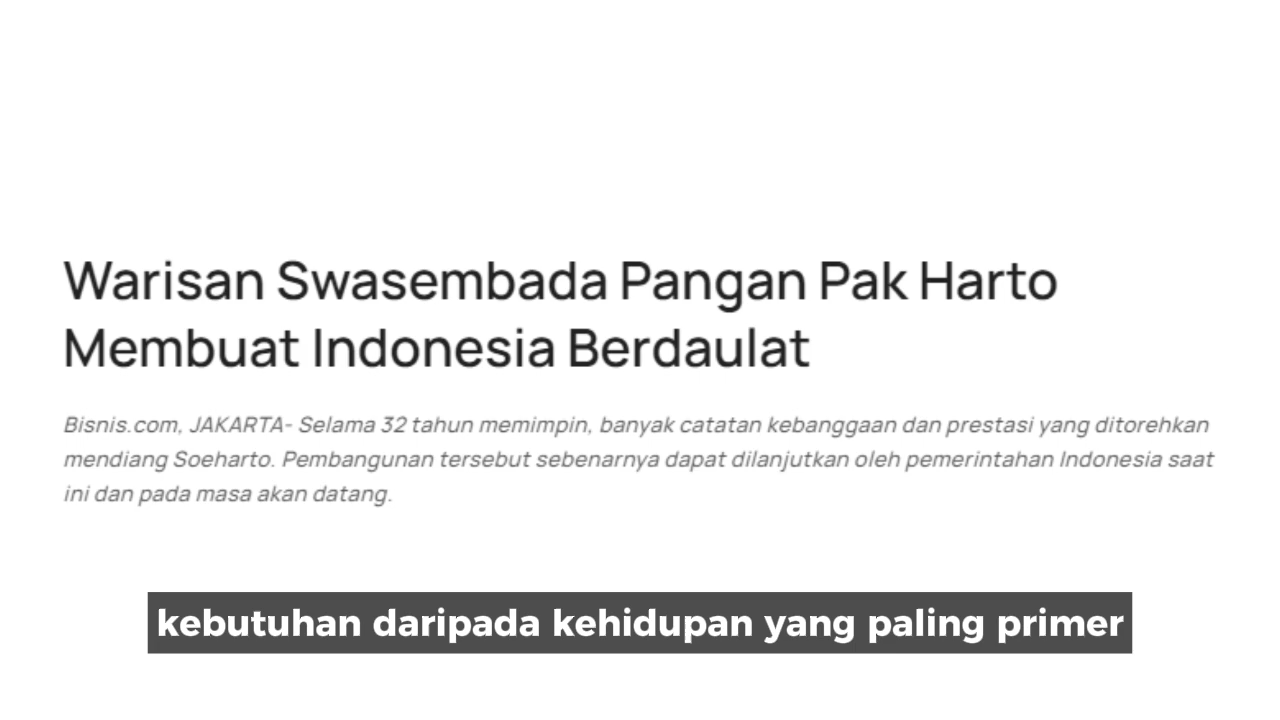 Warisan Swasembada Pangan Pak Harto
Membuat Indonesia Berdaulat
Bisnis.com, JAKARTA- Selama 32 tahun memimpin, banyak catatan kebanggaan dan prestasi yang ditorehkan
mendiang Soeharto. Pembangunan tersebut sebenarnya dapat dilanjutkan oleh pemerintahan Indonesia saat
ini dan pada masa akan datang.
kebutuhan daripada kehidupan yang paling primer